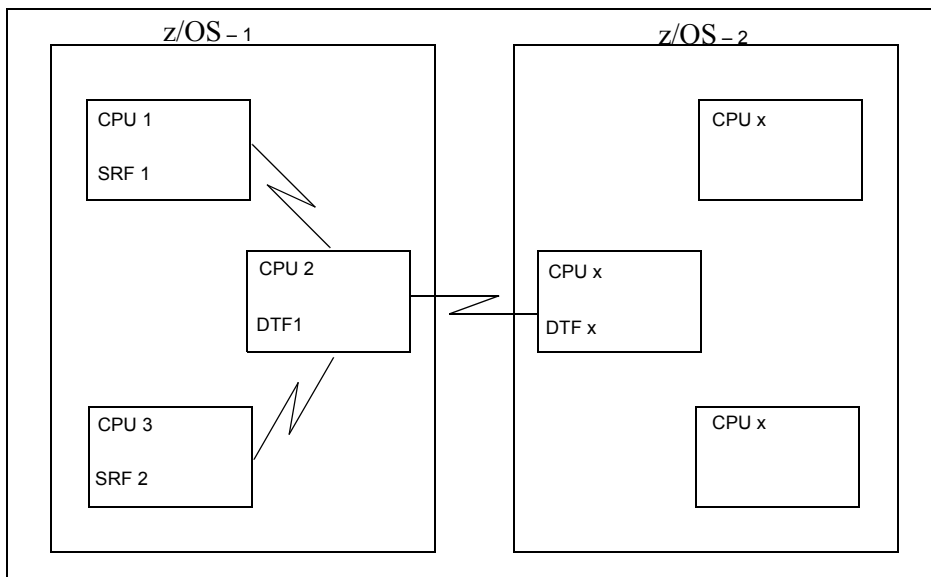 z/OS – 1
CPU 1
SRF 1
CPU 2
DTF1
CPU 3
SRF 2
z/OS – 2
CPU x
CPU x
DTF x
CPU x